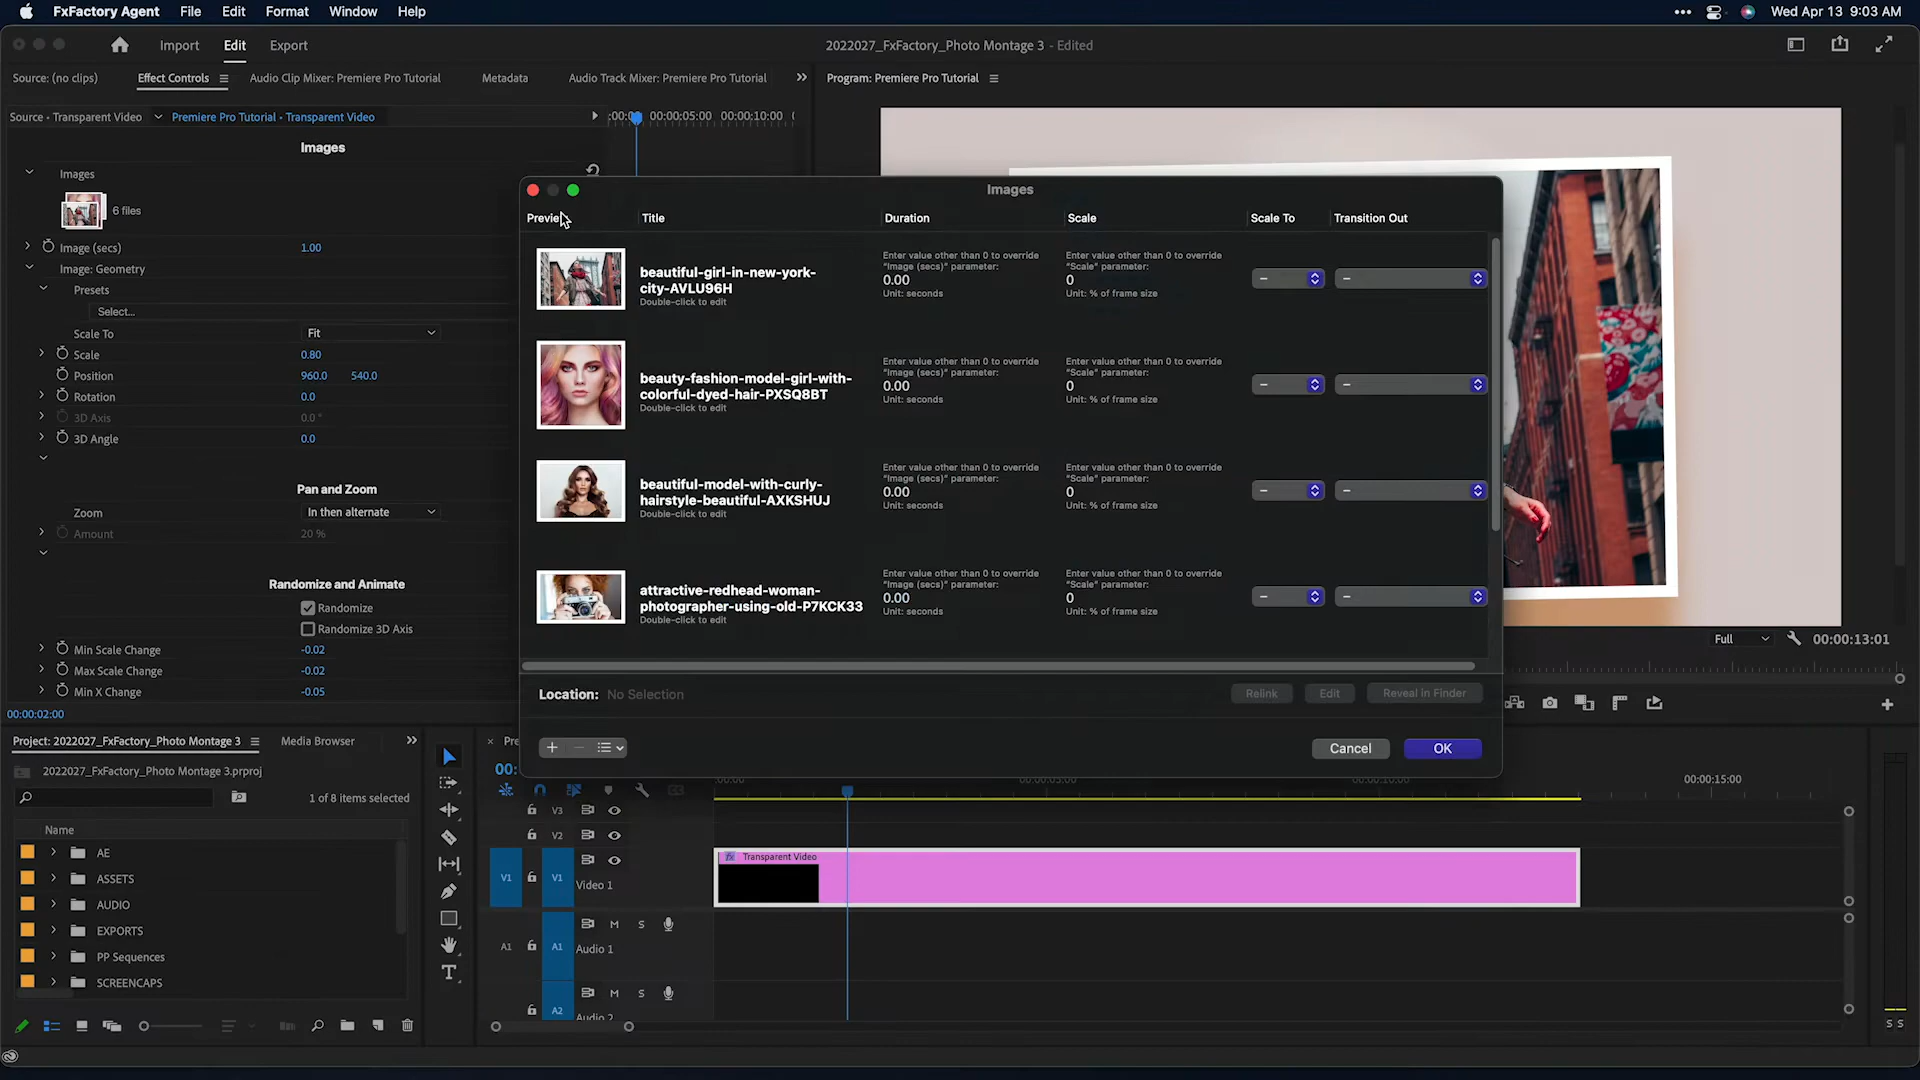 FxFactory Agent File Edit Format Window Help
Wed Apr 13 9:03 AM
Import Edit Export
2022027_FxFactory_Photo Montage 3 - Edited
Source: (no clips) Effect Controls Audio Clip Mixer: Premiere Pro Tutorial Metadata Audio Track Mixer: Premiere Pro Tutorial
Program: Premiere Pro Tutorial
Source - Transparent Video Premiere Pro Tutorial - Transparent Video
00:00:05:00 00:00:10:00
Images
Images
6 files
Image (secs) 1.00
Image: Geometry
Presets
Select...
Scale To Fit
Scale 0.80
Position 960.0 540.0
Rotation 0.0
3D Axis 0.0 °
3D Angle 0.0
Pan and Zoom
Zoom In then alternate
Amount 20 %
Randomize and Animate
Randomize
Randomize 3D Axis
Min Scale Change -0.02
Max Scale Change -0.02
Min X Change -0.05
00:00:02:00
Images
Preview Title Duration Scale Scale To Transition Out
beautiful-girl-in-new-york-
city-AVLU96H
Double-click to edit
Enter value other than 0 to override
"Image (secs)" parameter:
0.00
Unit: seconds
Enter value other than 0 to override
"Scale" parameter:
0
Unit: % of frame size
– –
beauty-fashion-model-girl-with-
colorful-dyed-hair-PXSQ8BT
Double-click to edit
Enter value other than 0 to override
"Image (secs)" parameter:
0.00
Unit: seconds
Enter value other than 0 to override
"Scale" parameter:
0
Unit: % of frame size
– –
beautiful-model-with-curly-
hairstyle-beautiful-AXKSHUJ
Double-click to edit
Enter value other than 0 to override
"Image (secs)" parameter:
0.00
Unit: seconds
Enter value other than 0 to override
"Scale" parameter:
0
Unit: % of frame size
– –
attractive-redhead-woman-
photographer-using-old-P7KCK33
Double-click to edit
Enter value other than 0 to override
"Image (secs)" parameter:
0.00
Unit: seconds
Enter value other than 0 to override
"Scale" parameter:
0
Unit: % of frame size
– –
Location: No Selection
Relink Edit Reveal in Finder
Cancel OK
Full 00:00:13:01
Project: 2022027_FxFactory_Photo Montage 3 Media Browser
2022027_FxFactory_Photo Montage 3.prproj
1 of 8 items selected
Name
AE
ASSETS
AUDIO
EXPORTS
PP Sequences
SCREENCAPS
00:00:15:00
V3
V2
V1 V1 Video 1
Transparent Video
A1 A1 M S Audio 1
A2 M S Audio 2
S S